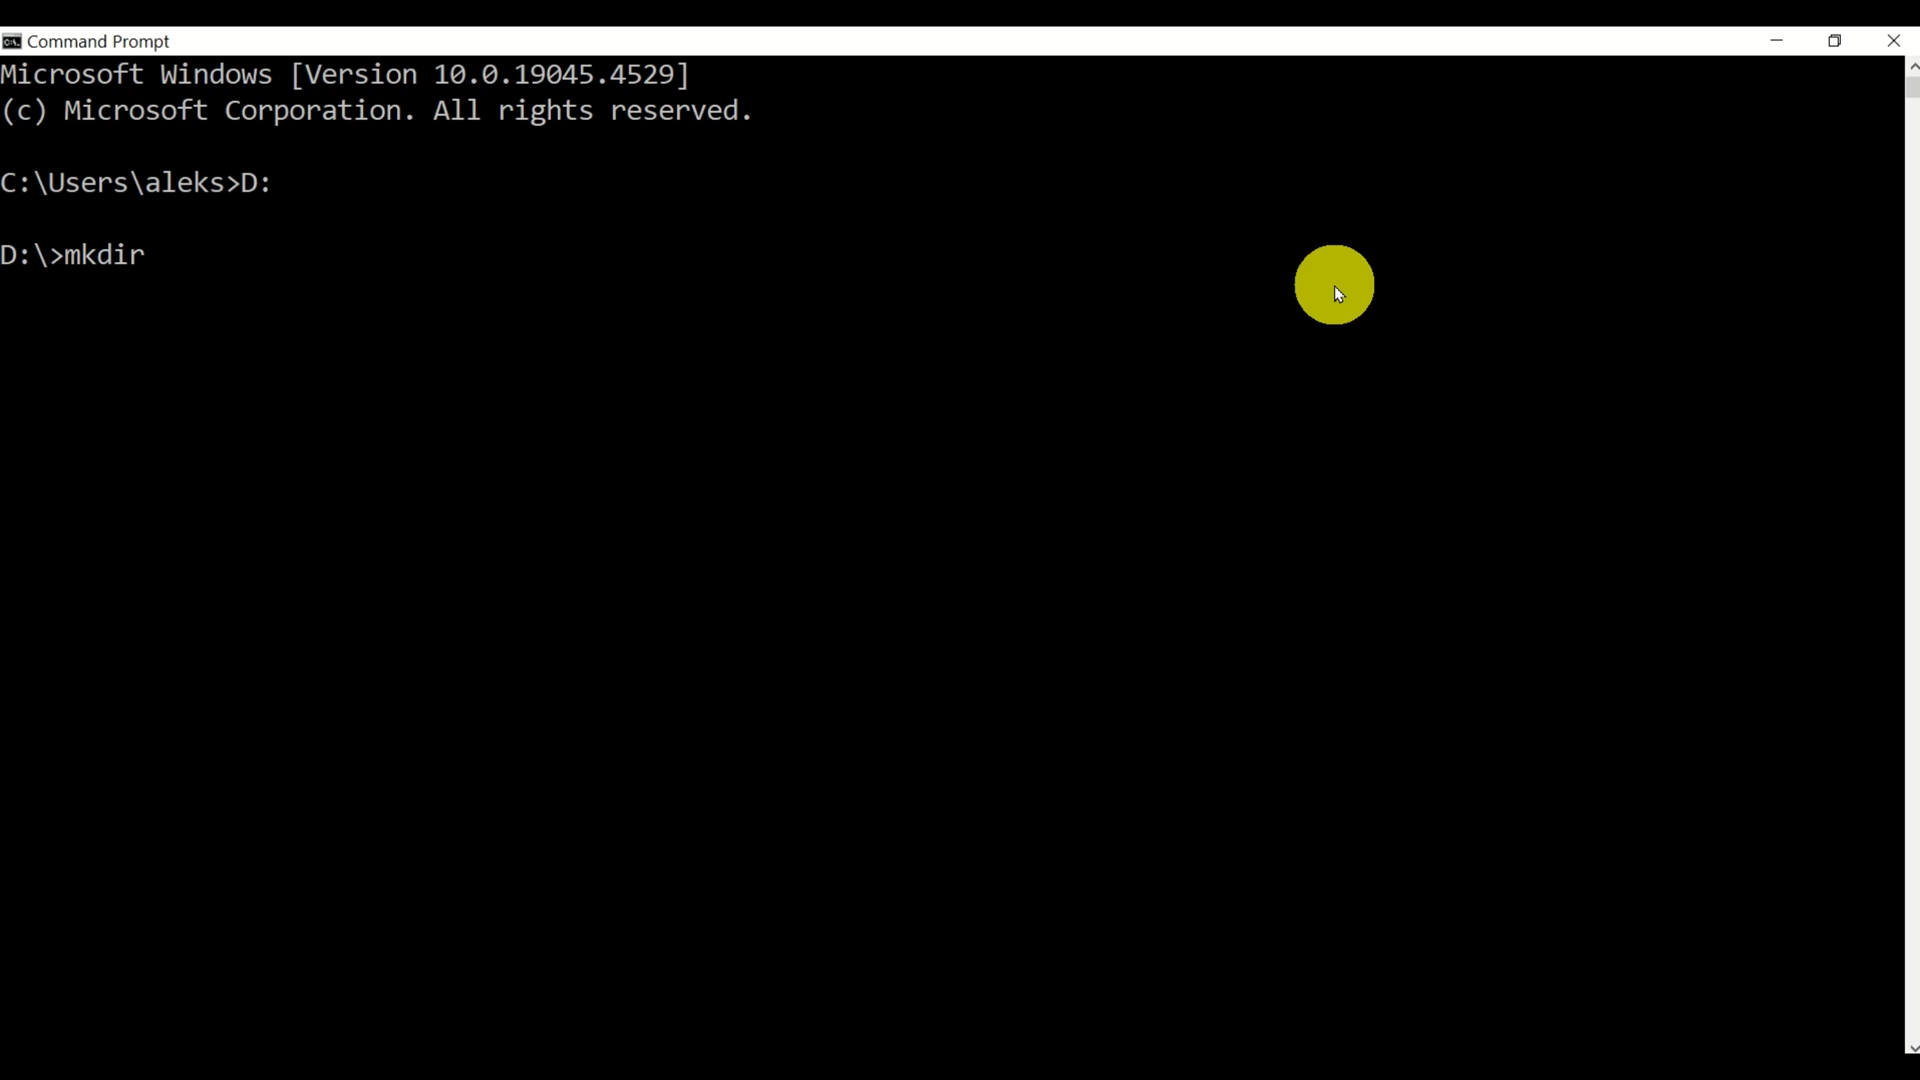 Command Prompt
Microsoft Windows [Version 10.0.19045.4529]
(c) Microsoft Corporation. All rights reserved.
C:\Users\aleks>D:
D:\>mkdir